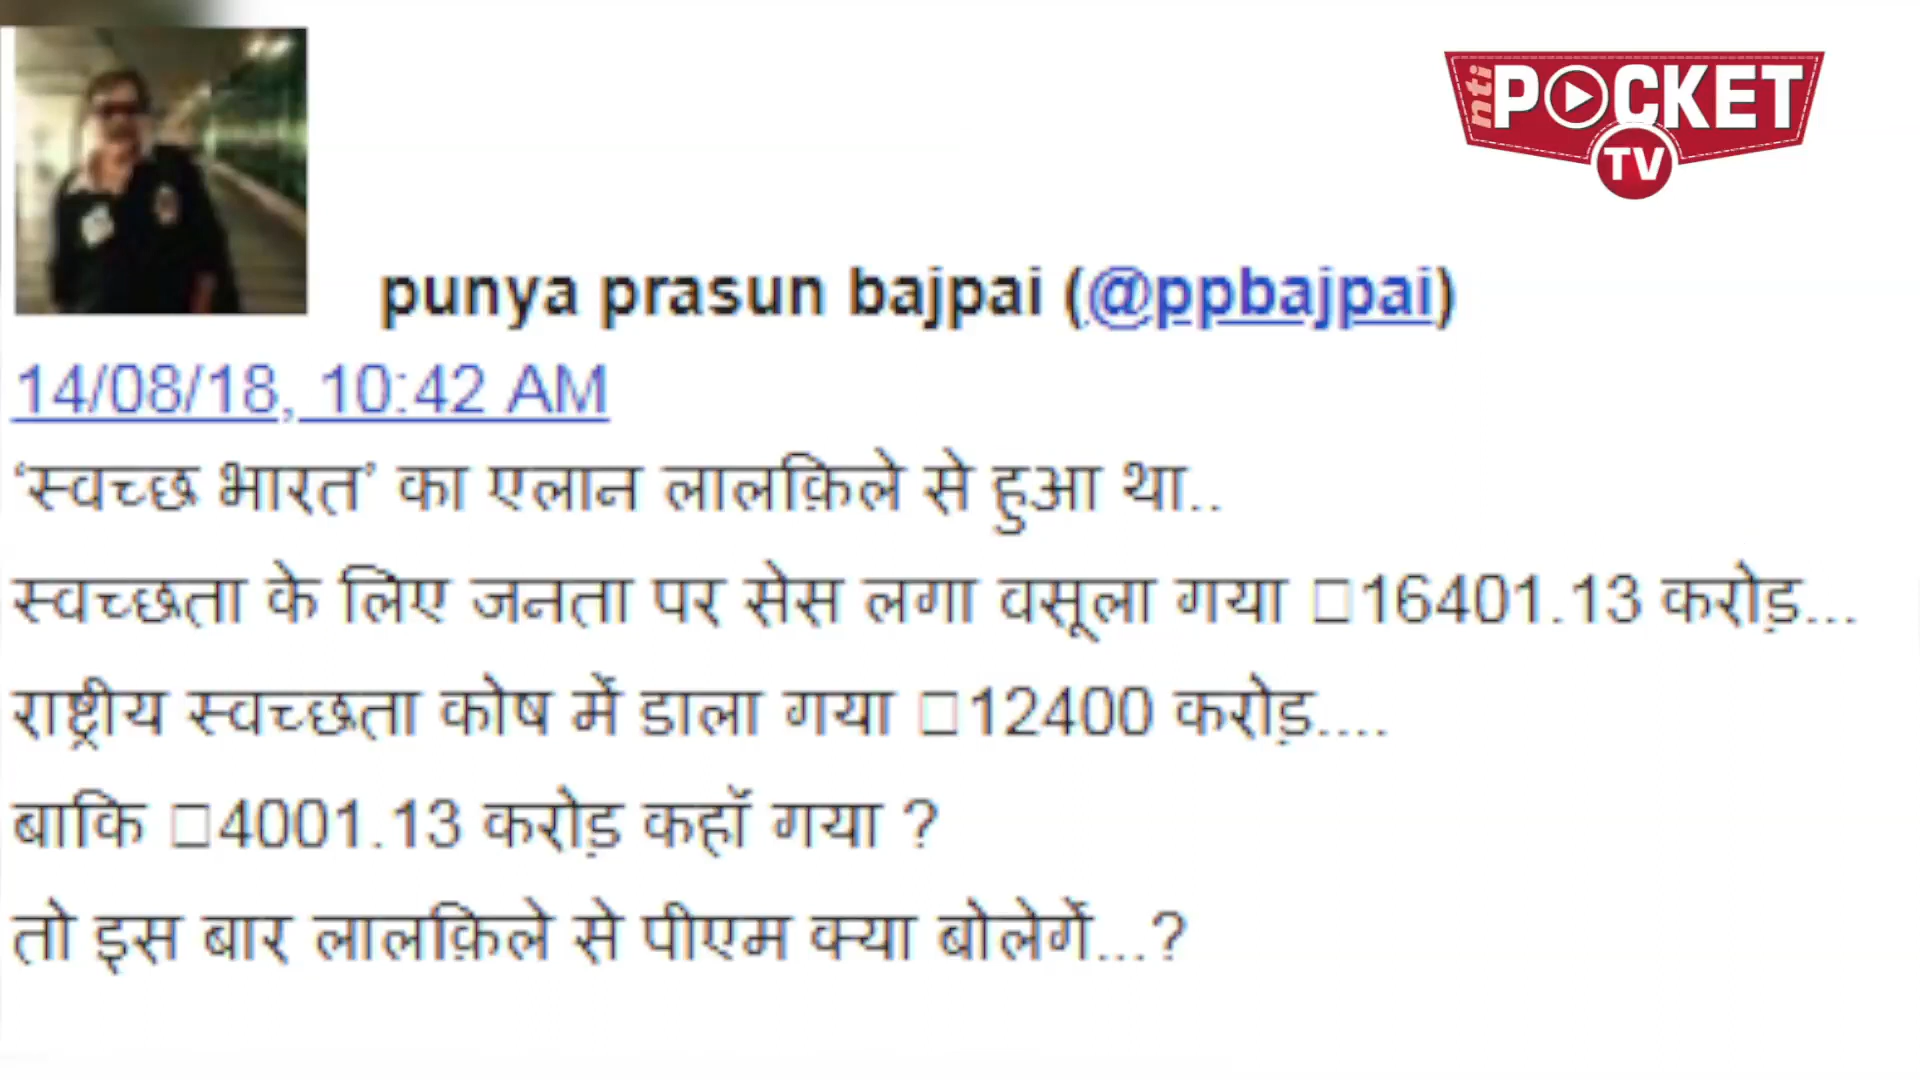 nti POCKET
TV
punya prasun bajpai (@ppbajpai)
14/08/18, 10:42 AM
‘स्वच्छ भारत’ का एलान लालक़िले से हुआ था..
स्वच्छता के लिए जनता पर सेस लगा वसूला गया □16401.13 करोड़...
राष्ट्रीय स्वच्छता कोष में डाला गया □12400 करोड़....
बाकि □4001.13 करोड़ कहॉ गया ?
तो इस बार लालक़िले से पीएम क्या बोलेगें...?